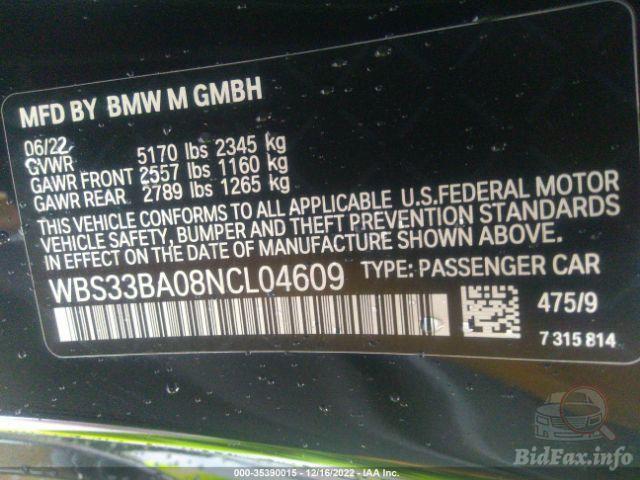 MFD BY BMW M GMBH
06/22
GVWR 5170 lbs 2345 kg
GAWR FRONT 2557 lbs 1160 kg
GAWR REAR 2789 lbs 1265 kg
THIS VEHICLE CONFORMS TO ALL APPLICABLE U.S.FEDERAL MOTOR
VEHICLE SAFETY, BUMPER AND THEFT PREVENTION STANDARDS
IN EFFECT ON THE DATE OF MANUFACTURE SHOWN ABOVE.
WBS33BA08NCL04609 TYPE: PASSENGER CAR
475/9
7 315 814
000-35390015 - 12/16/2022 - IAA Inc.
BidFax.info